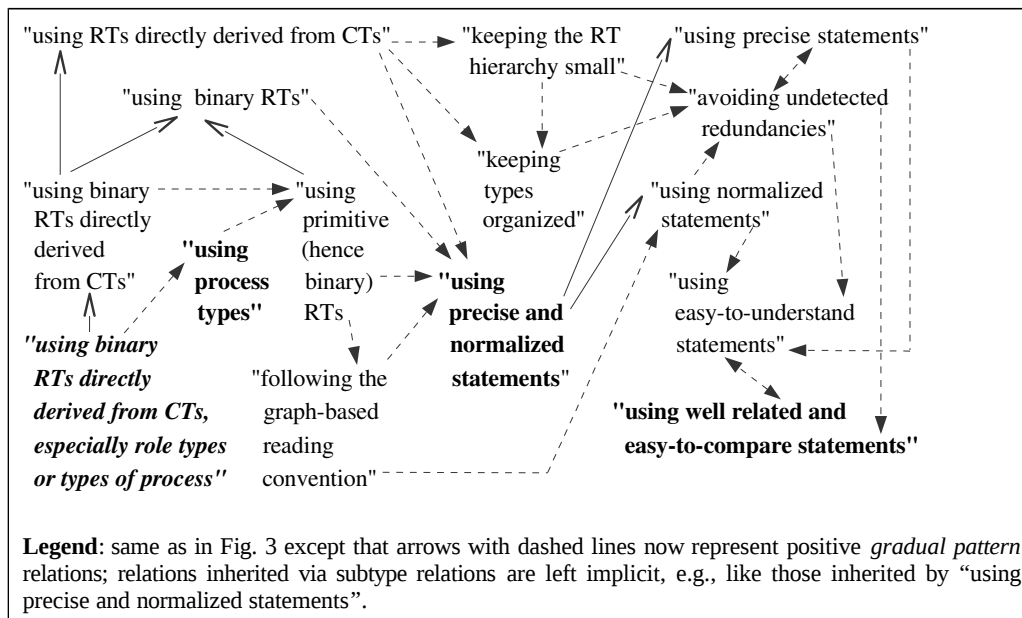 "using RTs directly derived from CTs"
"keeping the RT
hierarchy small"
"using precise statements"
"using  binary RTs"
"avoiding undetected
redundancies"
"keeping
types
organized"
"using binary
RTs directly
derived
from CTs"
"using
primitive
(hence
binary)
RTs
"using normalized
statements"
"using
process
types"
"using
precise and
normalized
statements"
"using
easy-to-understand
statements"
"using binary
RTs directly
derived from CTs,
especially role types
or types of process"
"following the
graph-based
reading
convention"
"using well related and
easy-to-compare statements"
Legend: same as in Fig. 3 except that arrows with dashed lines now represent positive gradual pattern
relations; relations inherited via subtype relations are left implicit, e.g., like those inherited by “using
precise and normalized statements”.